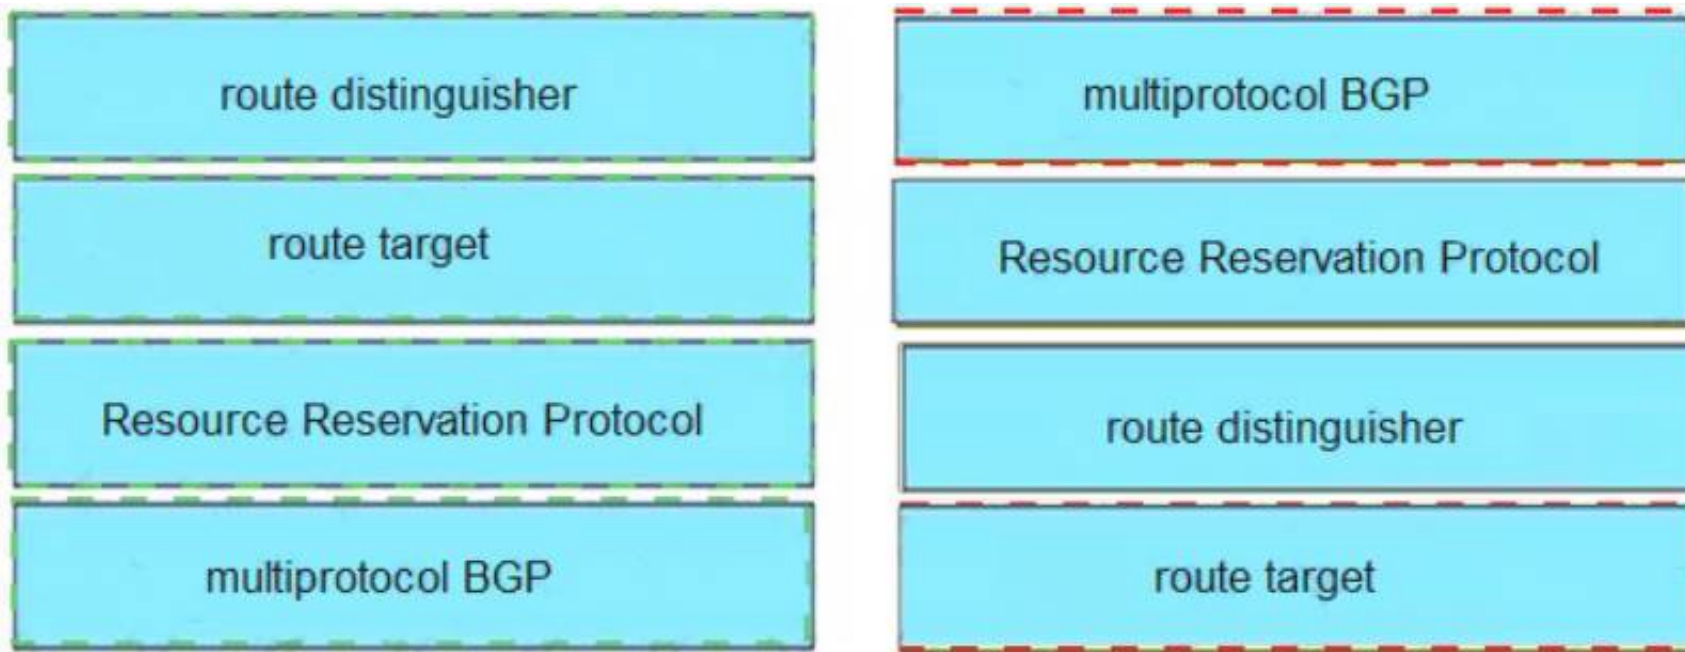 route distinguisher
route target
Resource Reservation Protocol
multiprotocol BGP
multiprotocol BGP
Resource Reservation Protocol
route distinguisher
route target